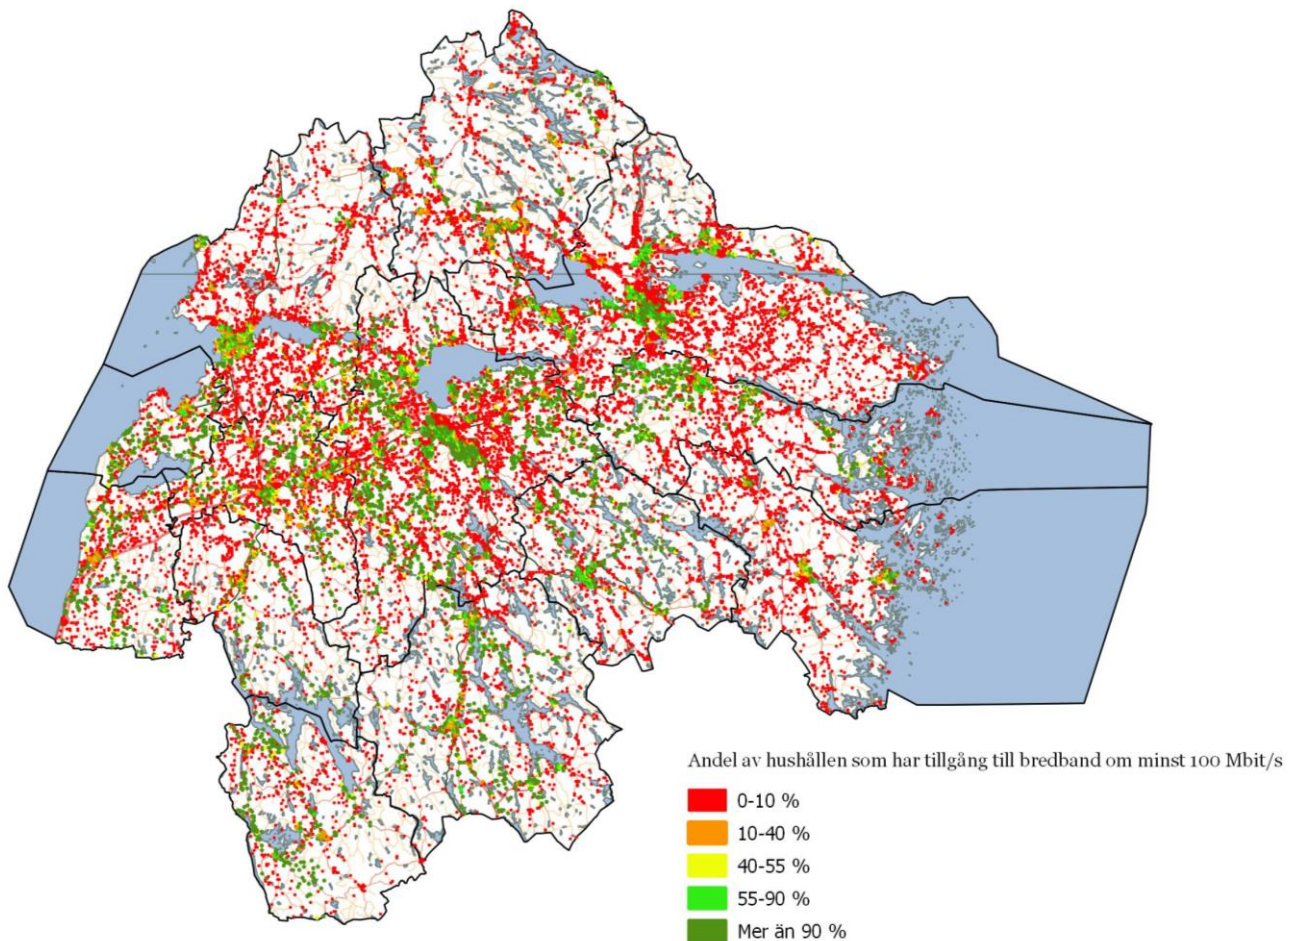 Andel av hushållen som har tillgång till bredband om minst 100 Mbit/s
0-10 %
10-40 %
40-55 %
55-90 %
Mer än 90 %